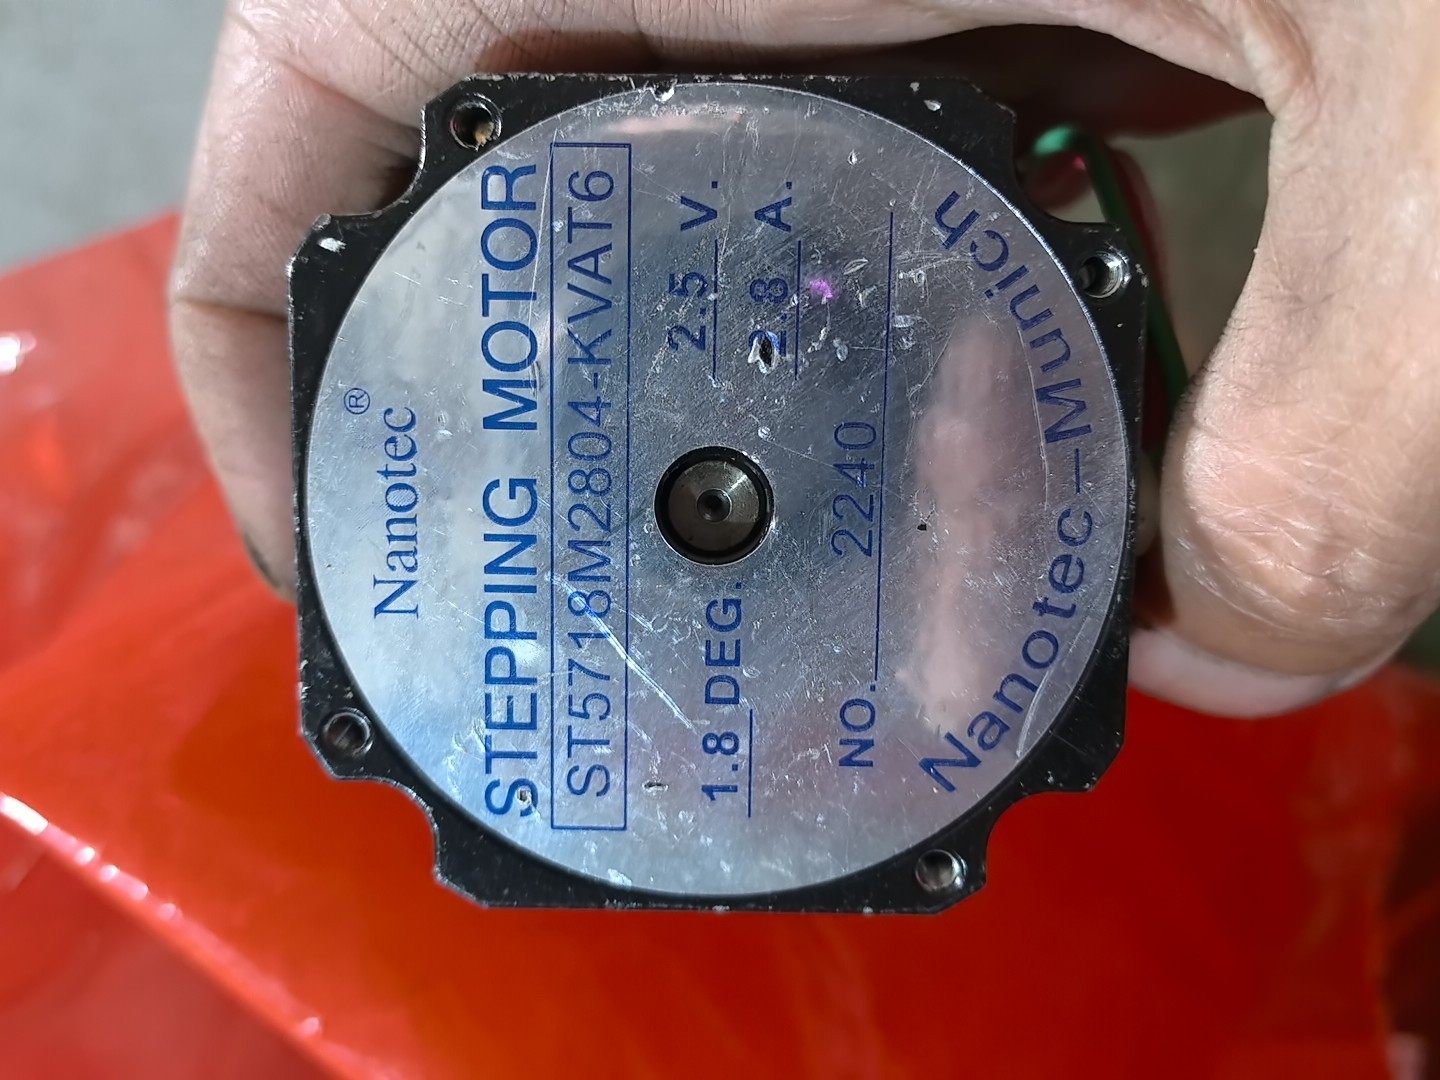 Nanotec®
STEPPING MOTOR
ST5718M2804-KVAT6
1.8 DEG. 2.5 V.
2.8 A.
NO. 2240
Nanotec-Munich